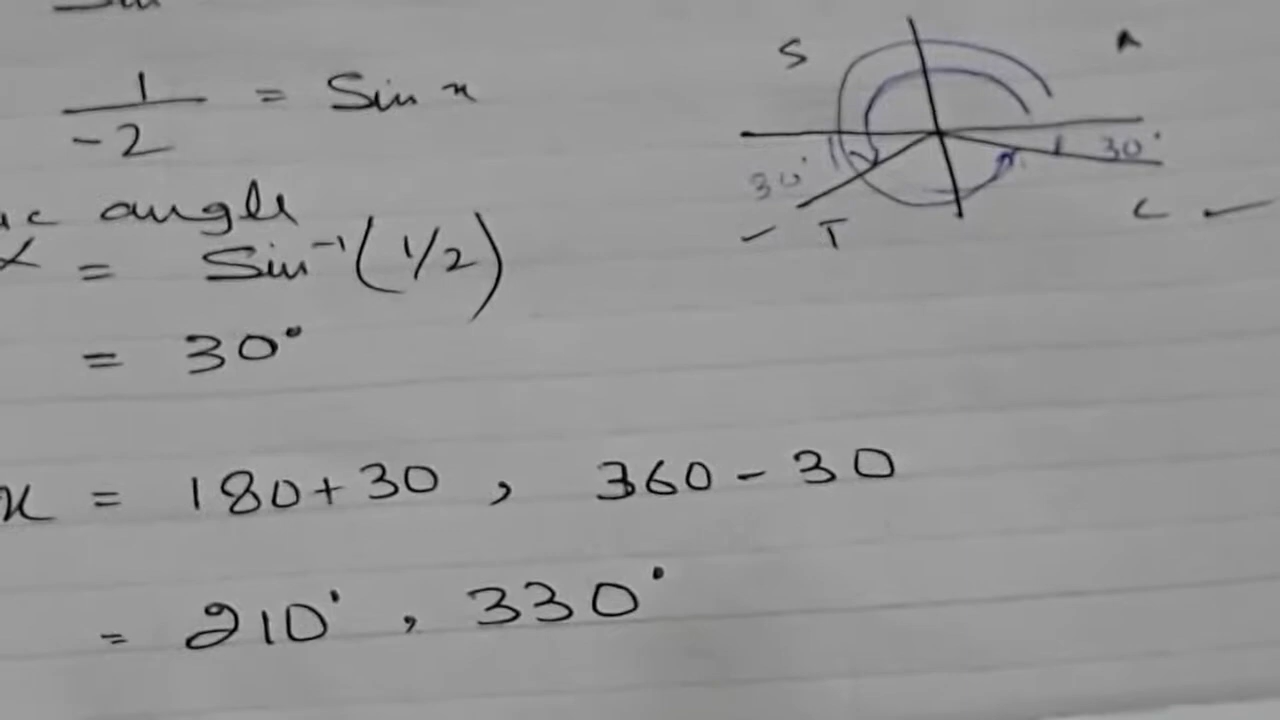 1/-2 = Sin x
angle
α = Sin⁻¹(1/2)
= 30°
x = 180+30 , 360-30
= 210° , 330°
S A
30° 30°
T C